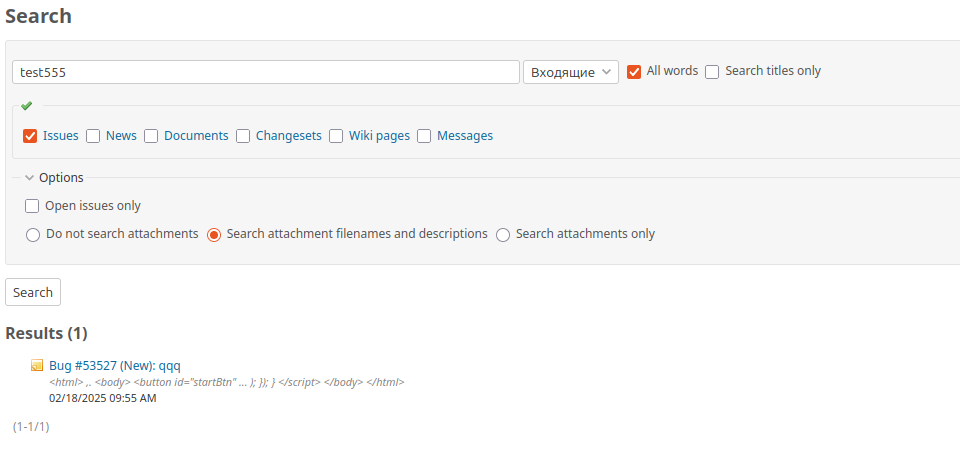 Search
test555 Входящие All words Search titles only
Issues News Documents Changesets Wiki pages Messages
Options
Open issues only
Do not search attachments Search attachment filenames and descriptions Search attachments only
Search
Results (1)
Bug #53527 (New): qqq
<html> ,. <body> <button id="startBtn" ... ); }); } </script> </body> </html>
02/18/2025 09:55 AM
(1-1/1)